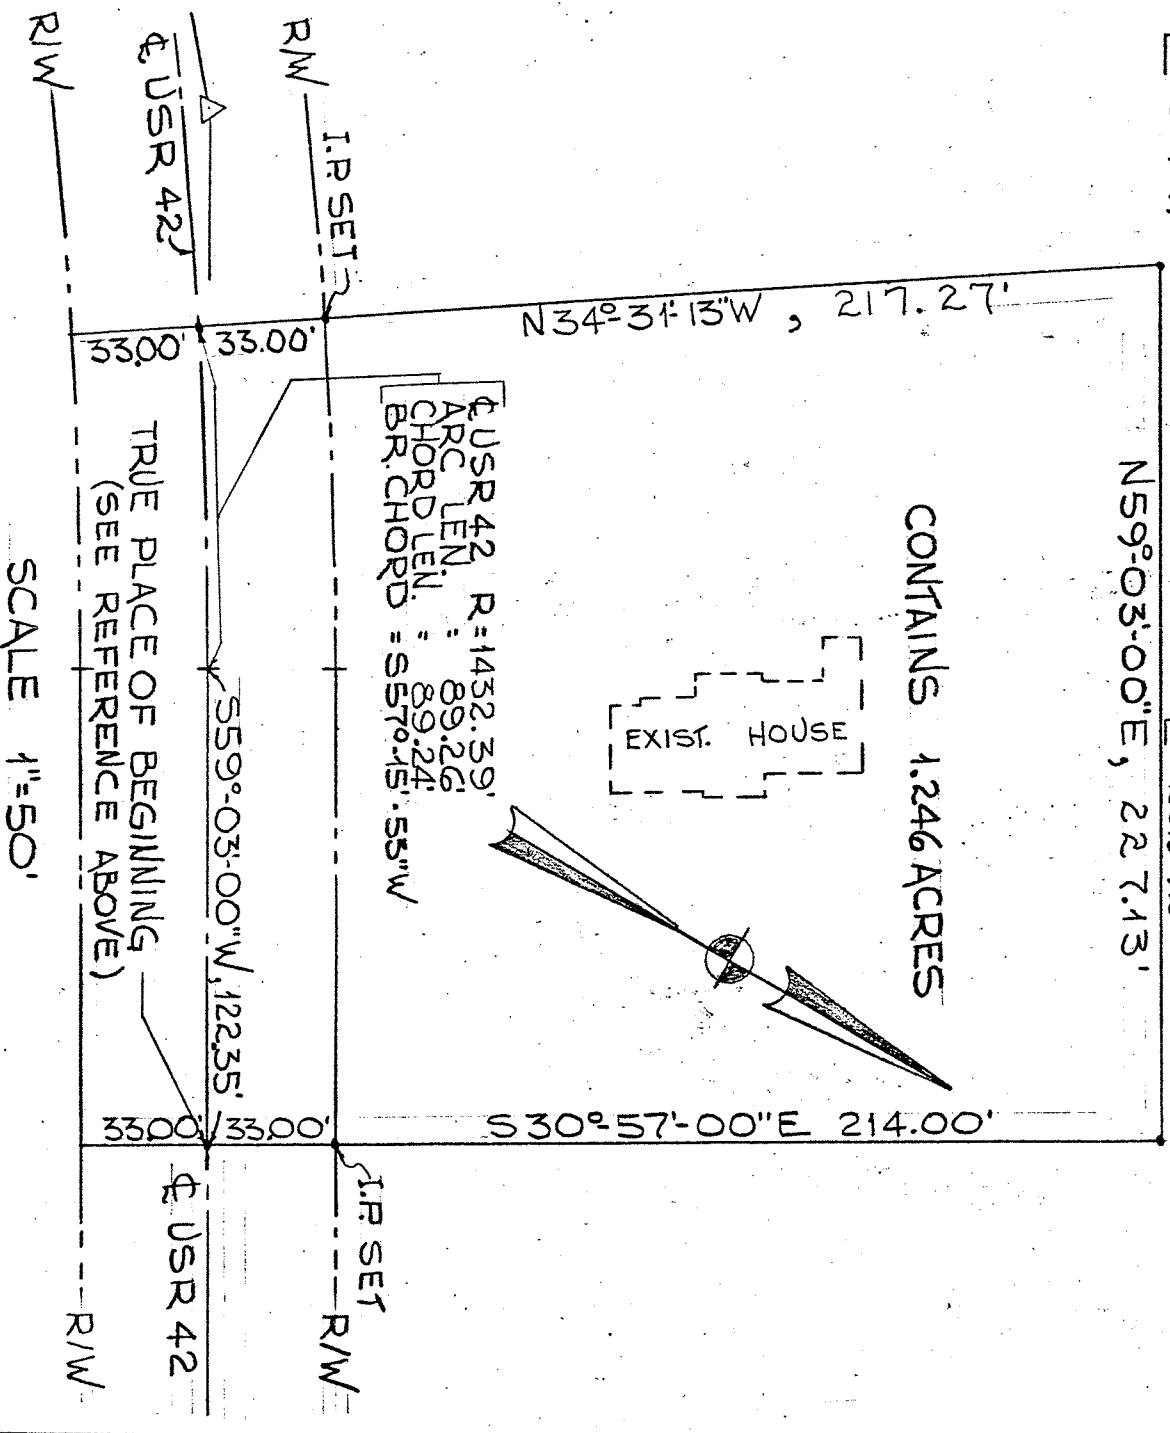 N59°-03'-00"E, 227.13'
CONTAINS 1.246 ACRES
EXIST. HOUSE
N34°-31'-13"W, 217.27'
S30°-57'-00"E 214.00'
℄ USR 42 R=1432.39'
ARC LEN. = 89.26'
CHORD LEN. = 89.24'
BR. CHORD = S57°-15'-53"W
I.P. SET
I.P. SET
R/W
R/W
33.00'
33.00'
S59°-03'-00"W, 122.35'
33.00'
33.00'
℄ USR 42
℄ USR 42
TRUE PLACE OF BEGINNING
(SEE REFERENCE ABOVE)
R/W
R/W
SCALE 1"=50'